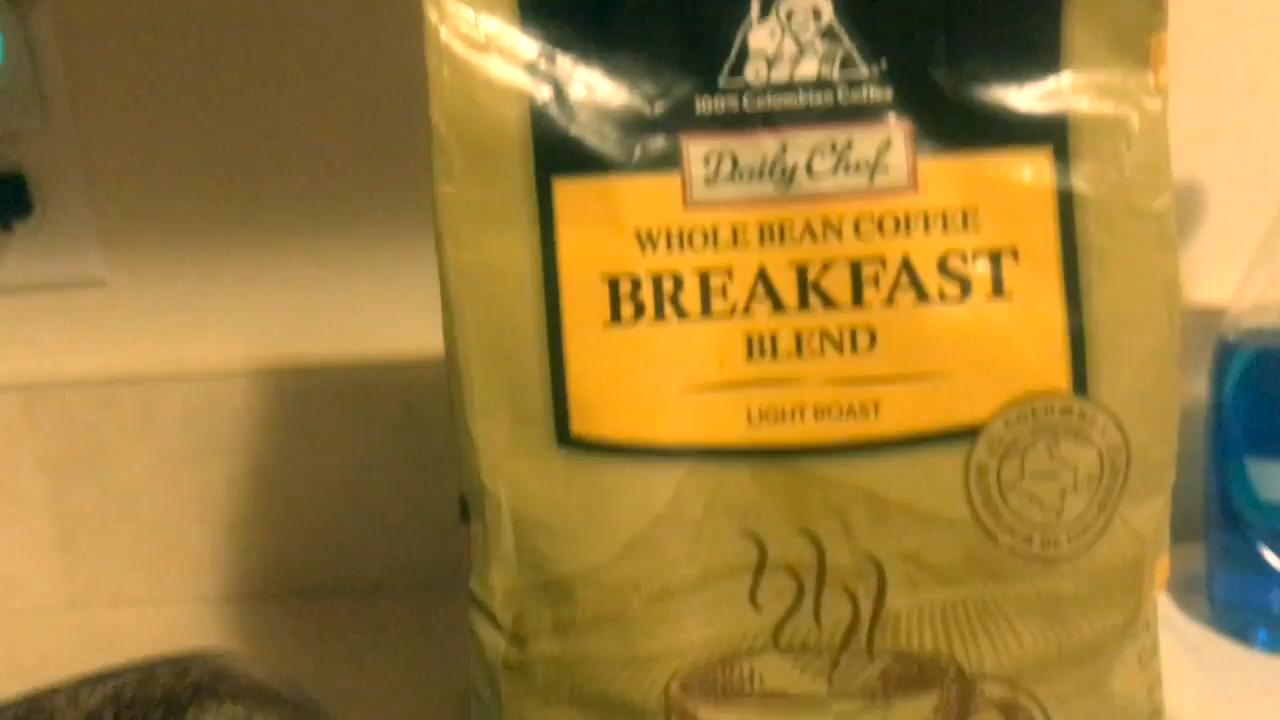 100% Colombian Coffee
Daily Chef
WHOLE BEAN COFFEE
BREAKFAST
BLEND
LIGHT ROAST